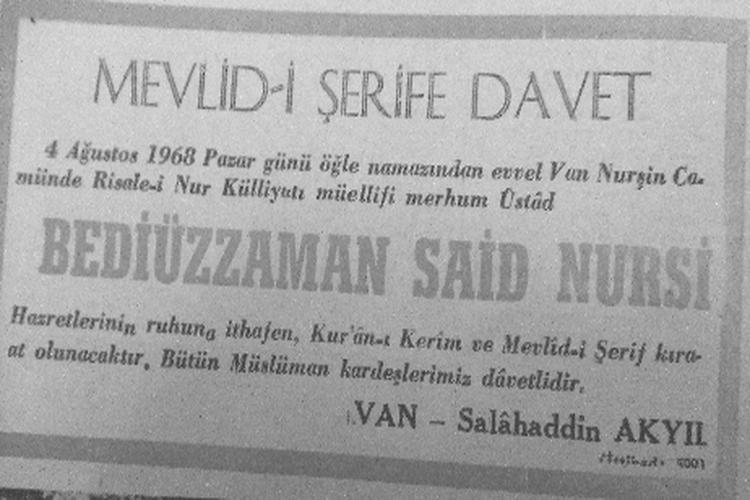 MEVLİD-İ ŞERİFE DAVET
4 Ağustos 1968 Pazar günü öğle namazından evvel Van Nurşin Ca-
miinde Risale-i Nur Külliyatı müellifi merhum Üstâd
BEDİÜZZAMAN SAİD NURSİ
Hazretlerinin ruhuna ithafen, Kur'ân-ı Kerim ve Mevlîd-i Şerif kıra-
at olunacaktır. Bütün Müslüman kardeşlerimiz dâvetlidir.
VAN – Salâhaddin AKYIL